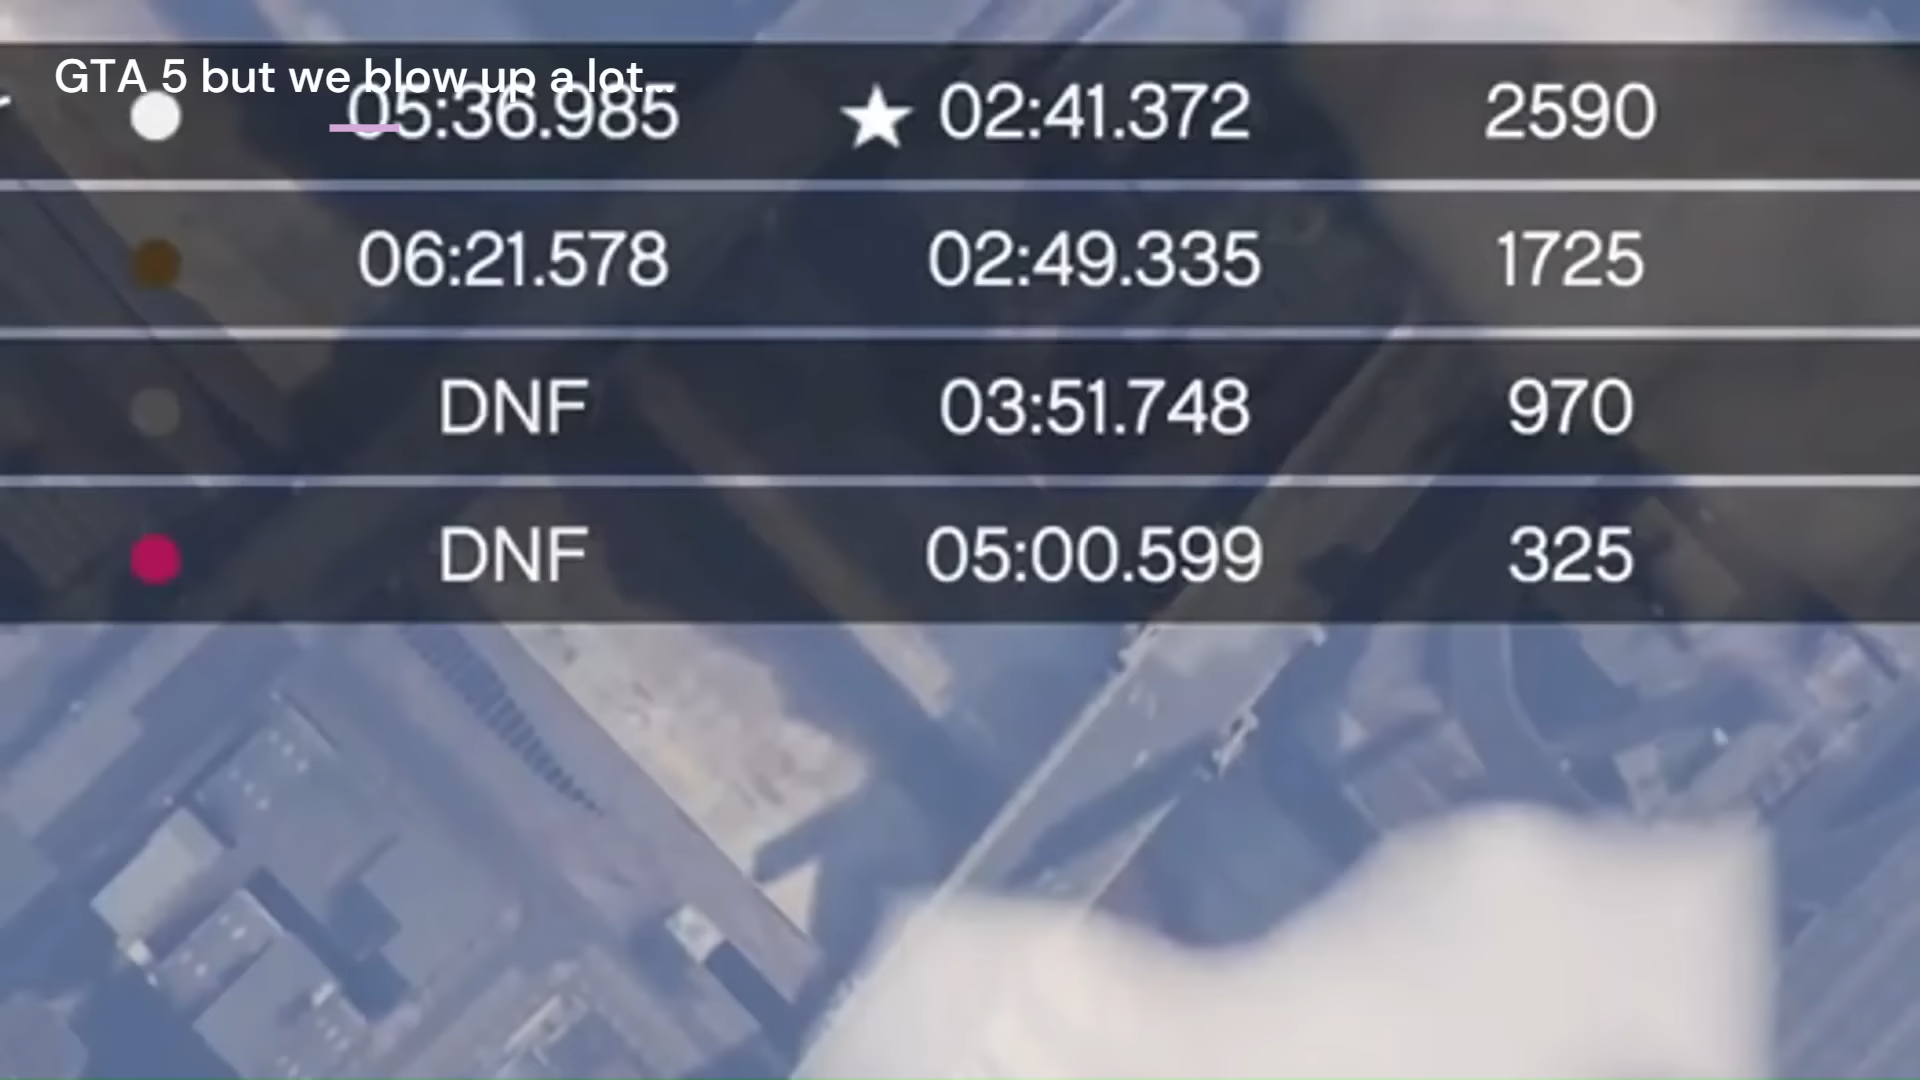 GTA 5 but we blow up a lot...
05:36.985 ★ 02:41.372 2590
06:21.578 02:49.335 1725
DNF 03:51.748 970
DNF 05:00.599 325